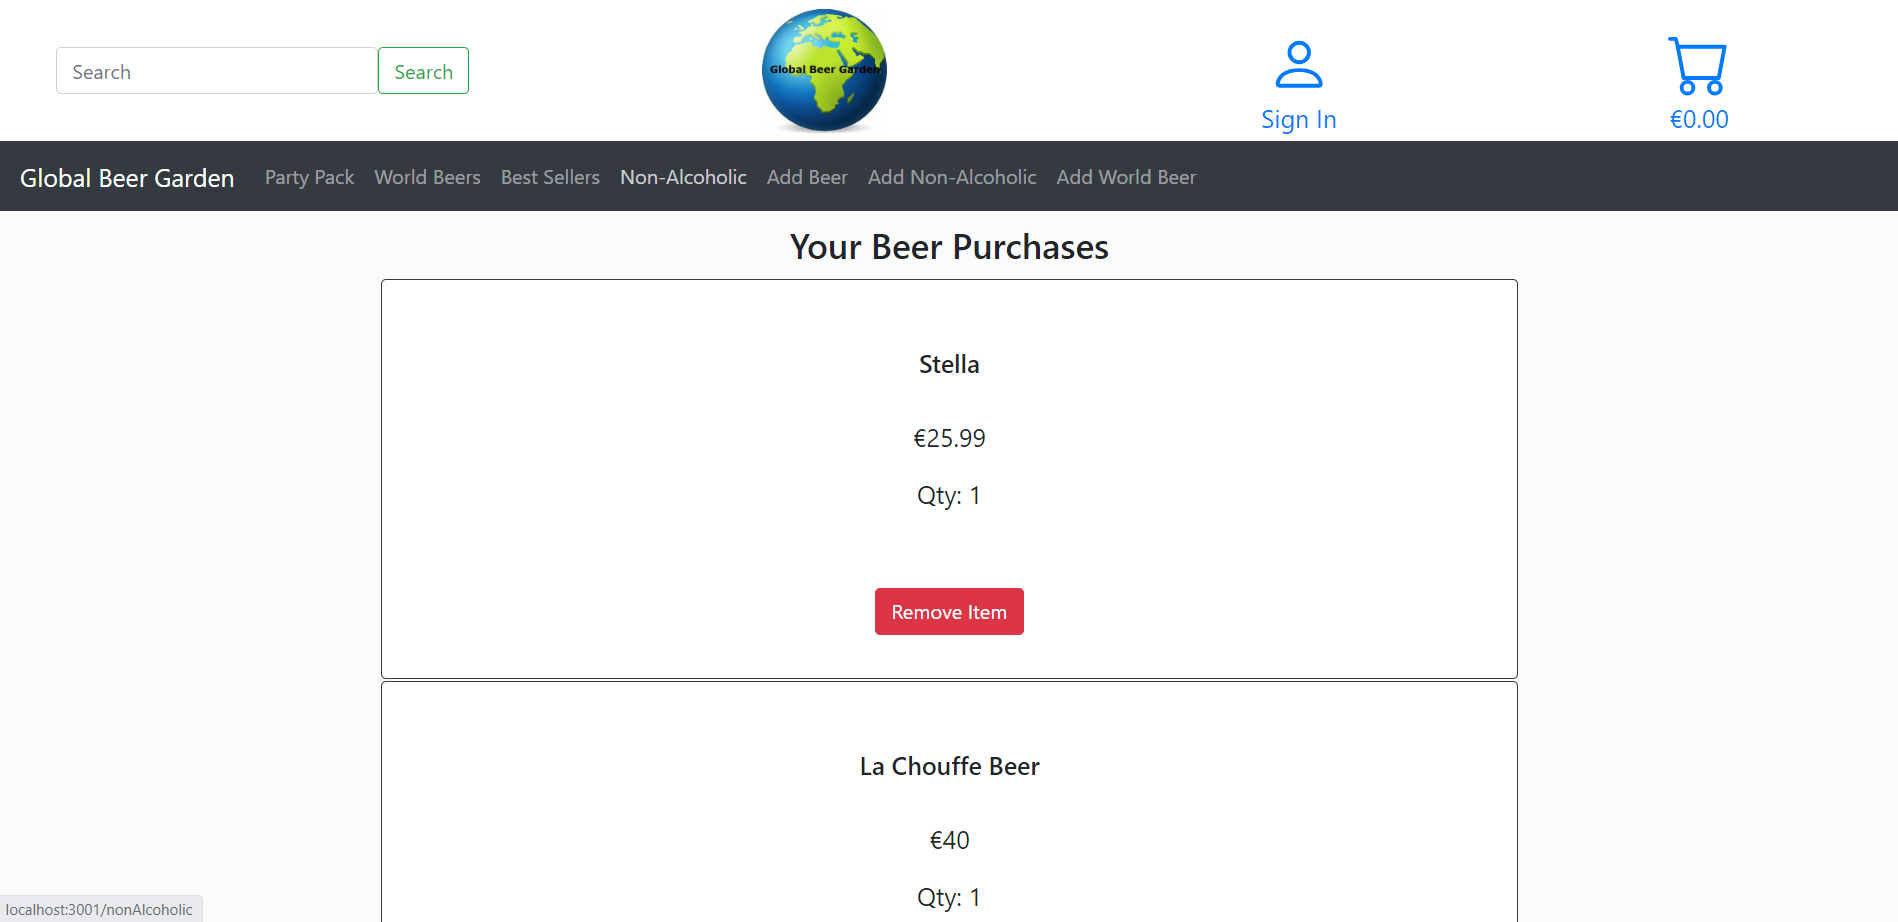 Search
Search
Global Beer Garden
Sign In
€0.00
Global Beer Garden
Party Pack
World Beers
Best Sellers
Non-Alcoholic
Add Beer
Add Non-Alcoholic
Add World Beer
Your Beer Purchases
Stella
€25.99
Qty: 1
Remove Item
La Chouffe Beer
€40
Qty: 1
localhost:3001/nonAlcoholic